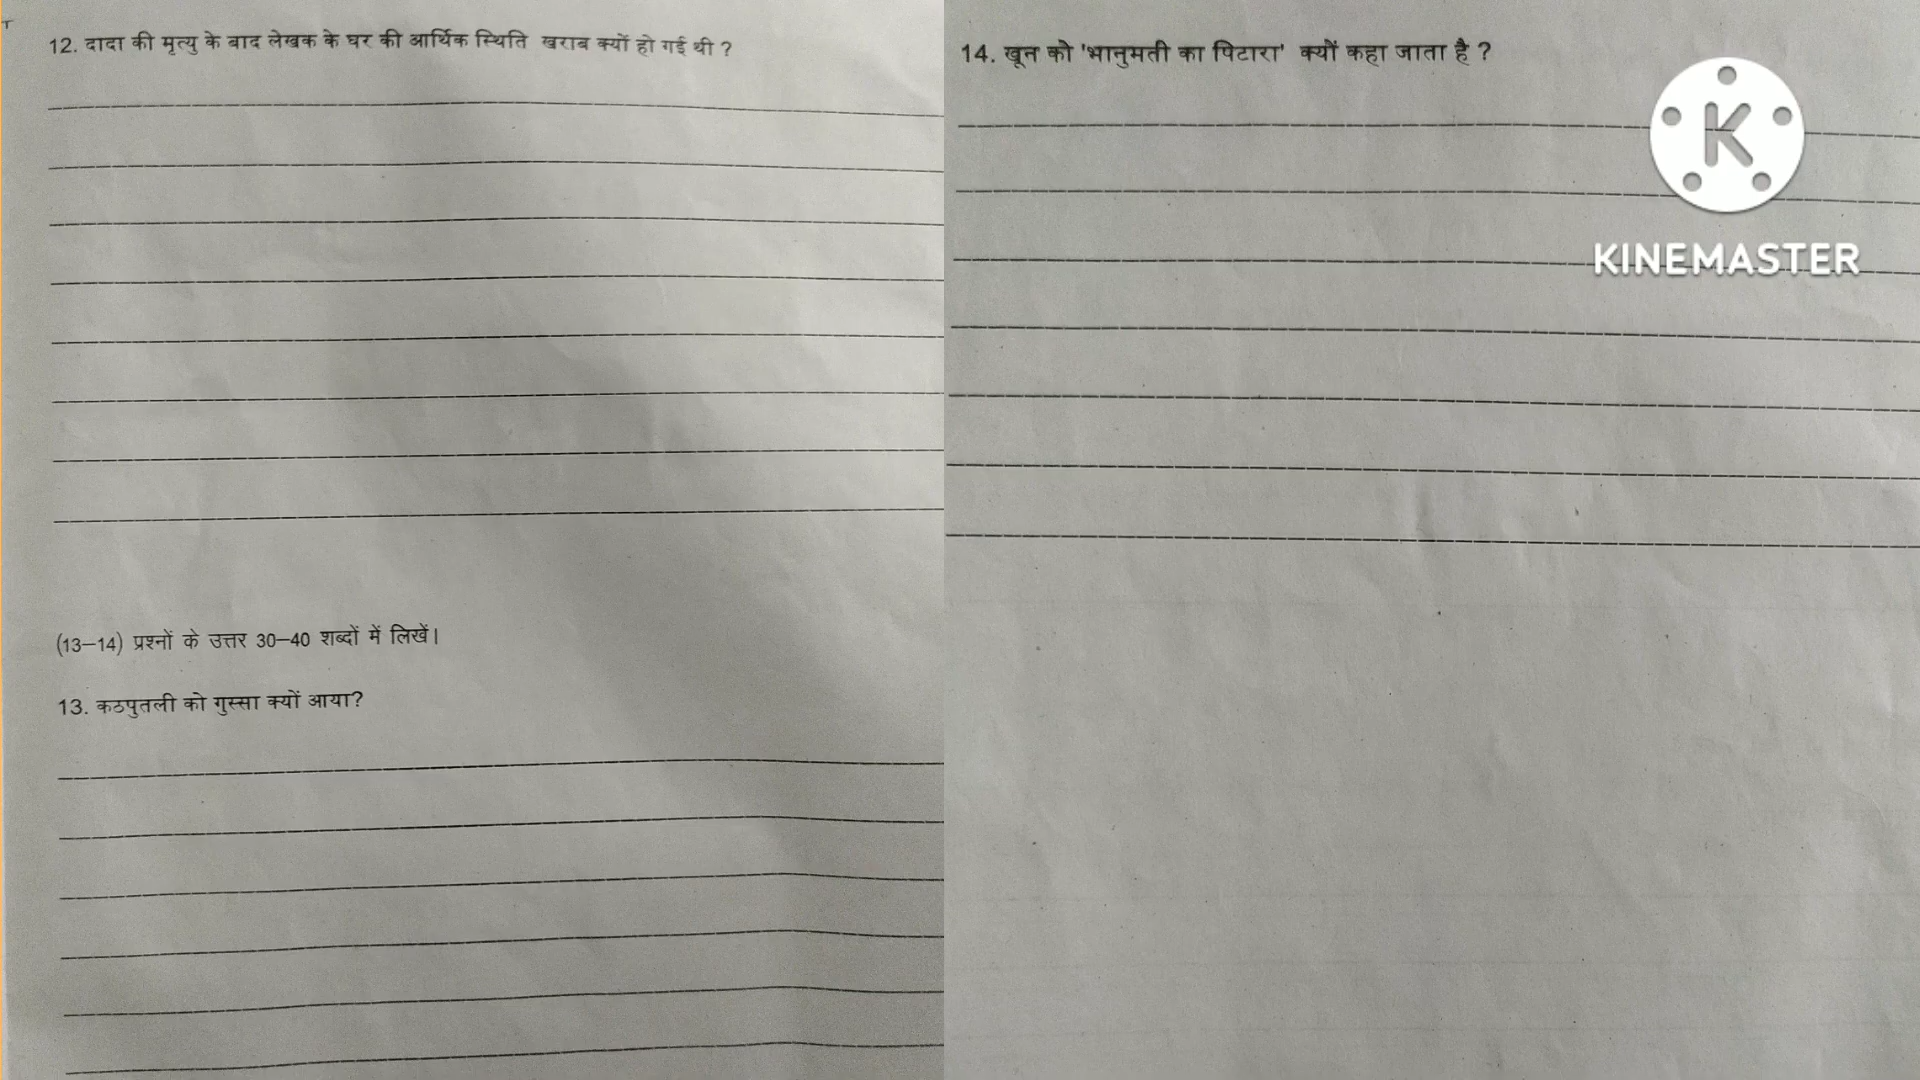 12. दादा की मृत्यु के बाद लेखक के घर की आर्थिक स्थिति खराब क्यों हो गई थी ?
(13–14) प्रश्नों के उत्तर 30–40 शब्दों में लिखें।
13. कठपुतली को गुस्सा क्यों आया?
14. खून को 'भानुमती का पिटारा' क्यों कहा जाता है ?
K
KINEMASTER